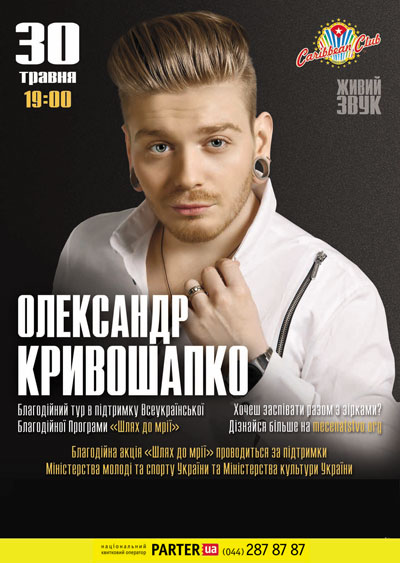 30
травня
19:00
Caribbean Club
ЖИВИЙ
ЗВУК
ОЛЕКСАНДР
КРИВОШАПКО
Благодійний тур в підтримку Всеукраїнської
Благодійної Програми «Шлях до мрії»
Хочеш заспівати разом з зірками?
Дізнайся більше на mecenatstvo.org
Благодійна акція «Шлях до мрії» проводиться за підтримки
Міністерства молоді та спорту України та Міністерства культури України
національний
квитковий оператор
PARTER.ua (044) 287 87 87